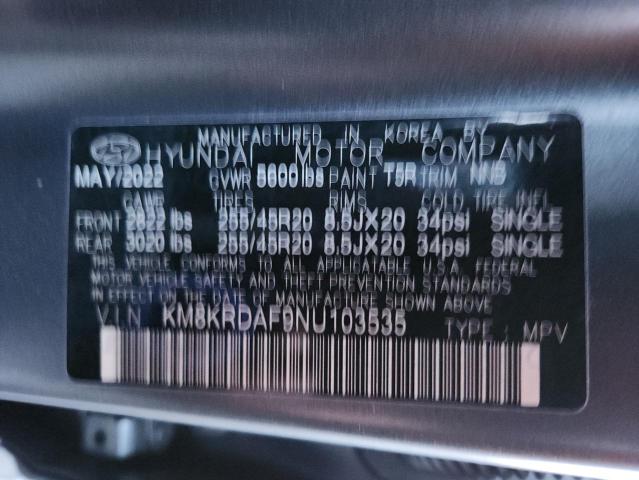 MANUFACTURED IN KOREA BY
HYUNDAI MOTOR COMPANY
MAY/2022 GVWR 5600 lbs PAINT T5R TRIM NNB
GAWR TIRES RIMS COLD TIRE INFL.
FRONT 2822 lbs 255/45R20 8.5JX20 34psi SINGLE
REAR 3020 lbs 255/45R20 8.5JX20 34psi SINGLE
THIS VEHICLE CONFORMS TO ALL APPLICABLE U.S.A. FEDERAL
MOTOR VEHICLE SAFETY AND THEFT PREVENTION STANDARDS
IN EFFECT ON THE DATE OF MANUFACTURE SHOWN ABOVE.
V.I.N. KM8KRDAF9NU103535 TYPE : MPV